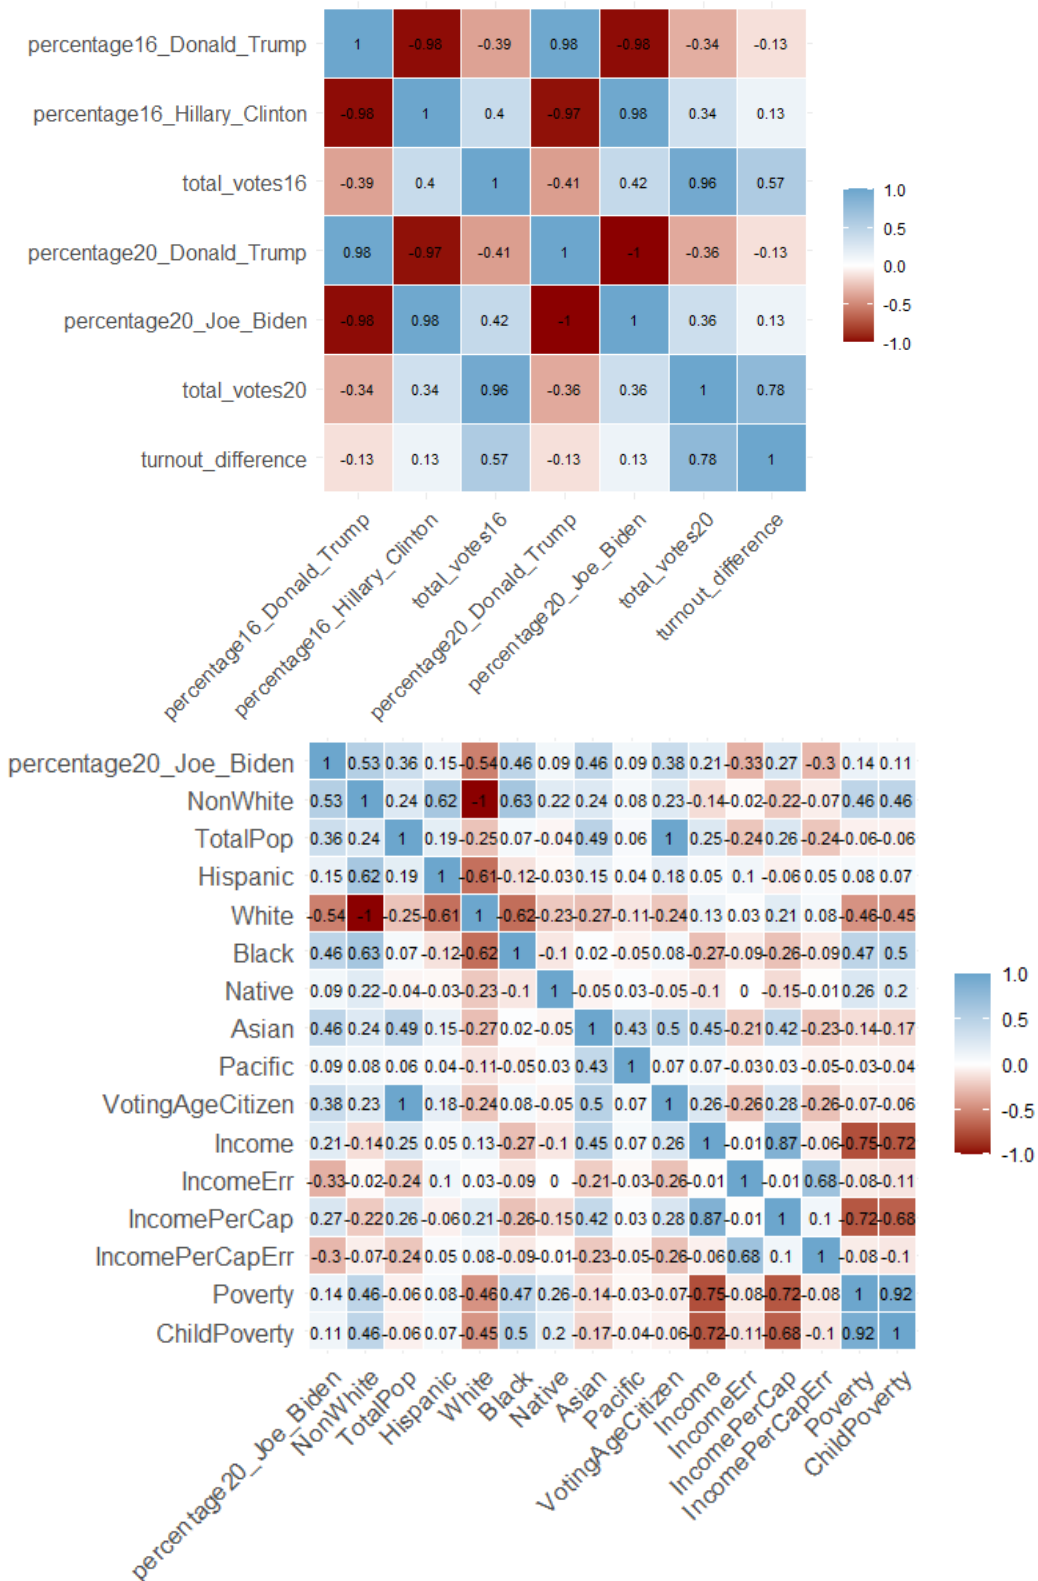 percentage16_Donald_Trump 1 -0.98 -0.39 0.98 -0.98 -0.34 -0.13
percentage16_Hillary_Clinton -0.98 1 0.4 -0.97 0.98 0.34 0.13
total_votes16 -0.39 0.4 1 -0.41 0.42 0.96 0.57
percentage20_Donald_Trump 0.98 -0.97 -0.41 1 -1 -0.36 -0.13
percentage20_Joe_Biden -0.98 0.98 0.42 -1 1 0.36 0.13
total_votes20 -0.34 0.34 0.96 -0.36 0.36 1 0.78
turnout_difference -0.13 0.13 0.57 -0.13 0.13 0.78 1
1.0
0.5
0.0
-0.5
-1.0
percentage16_Donald_Trump
percentage16_Hillary_Clinton
total_votes16
percentage20_Donald_Trump
percentage20_Joe_Biden
total_votes20
turnout_difference
percentage20_Joe_Biden 1 0.53 0.36 0.15 -0.54 0.46 0.09 0.46 0.09 0.38 0.21 -0.33 0.27 -0.3 0.14 0.11
NonWhite 0.53 1 0.24 0.62 -1 0.63 0.22 0.24 0.08 0.23 -0.14 -0.02 -0.22 -0.07 0.46 0.46
TotalPop 0.36 0.24 1 0.19 -0.25 0.07 -0.04 0.49 0.06 1 0.25 -0.24 0.26 -0.24 -0.06 -0.06
Hispanic 0.15 0.62 0.19 1 -0.61 -0.12 -0.03 0.15 0.04 0.18 0.05 0.1 -0.06 0.05 0.08 0.07
White -0.54 -1 -0.25 -0.61 1 -0.62 -0.23 -0.27 -0.11 -0.24 0.13 0.03 0.21 0.08 -0.46 -0.45
Black 0.46 0.63 0.07 -0.12 -0.62 1 -0.1 0.02 -0.05 0.08 -0.27 -0.09 -0.26 -0.09 0.47 0.5
Native 0.09 0.22 -0.04 -0.03 -0.23 -0.1 1 -0.05 0.03 -0.05 -0.1 0 -0.15 -0.01 0.26 0.2
Asian 0.46 0.24 0.49 0.15 -0.27 0.02 -0.05 1 0.43 0.5 0.45 -0.21 0.42 -0.23 -0.14 -0.17
Pacific 0.09 0.08 0.06 0.04 -0.11 -0.05 0.03 0.43 1 0.07 0.07 -0.03 0.03 -0.05 -0.03 -0.04
VotingAgeCitizen 0.38 0.23 1 0.18 -0.24 0.08 -0.05 0.5 0.07 1 0.26 -0.26 0.28 -0.26 -0.07 -0.06
Income 0.21 -0.14 0.25 0.05 0.13 -0.27 -0.1 0.45 0.07 0.26 1 -0.01 0.87 -0.06 -0.75 -0.72
IncomeErr -0.33 -0.02 -0.24 0.1 0.03 -0.09 0 -0.21 -0.03 -0.26 -0.01 1 -0.01 0.68 -0.08 -0.11
IncomePerCap 0.27 -0.22 0.26 -0.06 0.21 -0.26 -0.15 0.42 0.03 0.28 0.87 -0.01 1 0.1 -0.72 -0.68
IncomePerCapErr -0.3 -0.07 -0.24 0.05 0.08 -0.09 -0.01 -0.23 -0.05 -0.26 -0.06 0.68 0.1 1 -0.08 -0.1
Poverty 0.14 0.46 -0.06 0.08 -0.46 0.47 0.26 -0.14 -0.03 -0.07 -0.75 -0.08 -0.72 -0.08 1 0.92
ChildPoverty 0.11 0.46 -0.06 0.07 -0.45 0.5 0.2 -0.17 -0.04 -0.06 -0.72 -0.11 -0.68 -0.1 0.92 1
1.0
0.5
0.0
-0.5
-1.0
percentage20_Joe_Biden
NonWhite
TotalPop
Hispanic
White
Black
Native
Asian
Pacific
VotingAgeCitizen
Income
IncomeErr
IncomePerCap
IncomePerCapErr
Poverty
ChildPoverty